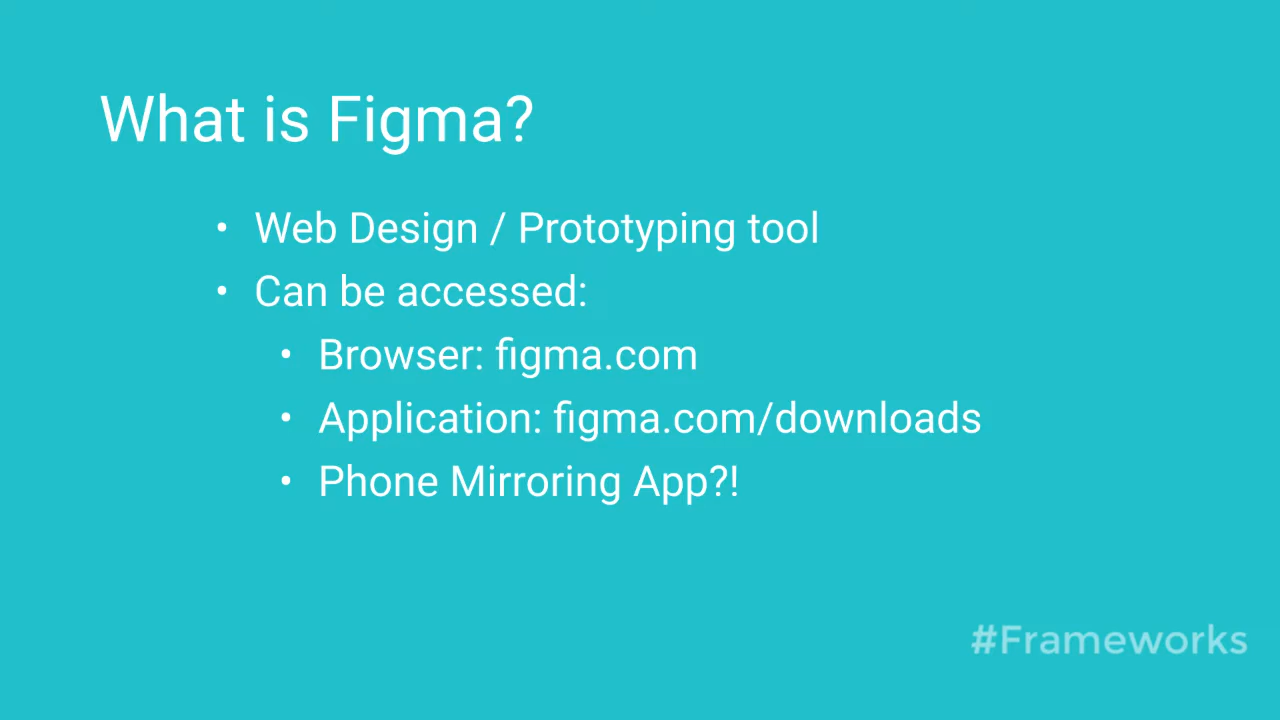 What is Figma?
• Web Design / Prototyping tool
• Can be accessed:
• Browser: figma.com
• Application: figma.com/downloads
• Phone Mirroring App?!
#Frameworks